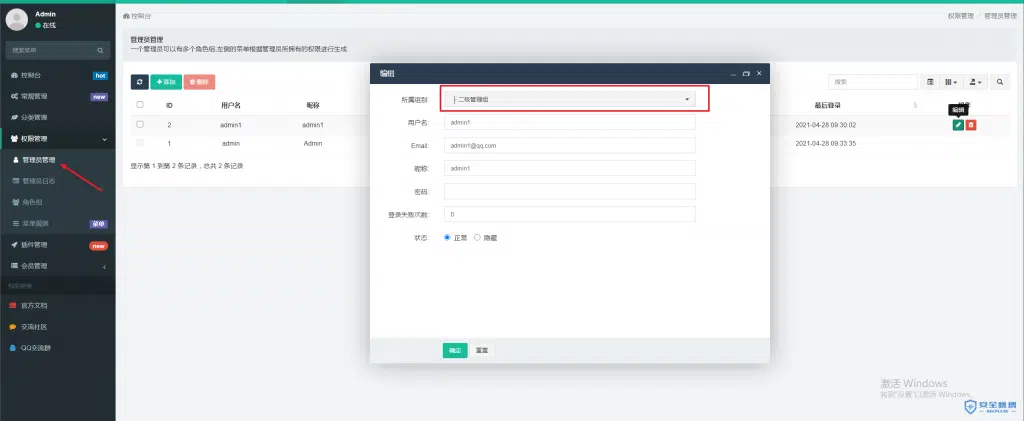 Admin
在线
控制台
权限管理 / 管理员管理
搜索菜单
控制台
hot
常规管理
new
分类管理
权限管理
管理员管理
管理员日志
角色组
菜单规则
菜单
插件管理
new
会员管理
相关链接
官方文档
交流社区
QQ交流群
管理员管理
一个管理员可以有多个角色组,左侧的菜单根据管理员所拥有的权限进行生成
添加
删除
搜索
ID
用户名
昵称
最后登录
2
admin1
admin1
2021-04-28 09:30:02
编辑
1
admin
Admin
2021-04-28 09:33:35
显示第 1 到第 2 条记录，总共 2 条记录
编辑
所属组别:
├ 二级管理组
用户名:
admin1
Email:
admin1@qq.com
昵称:
admin1
密码:
登录失败次数:
0
状态:
正常
隐藏
确定
重置
激活 Windows
转到"设置"以激活 Windows。